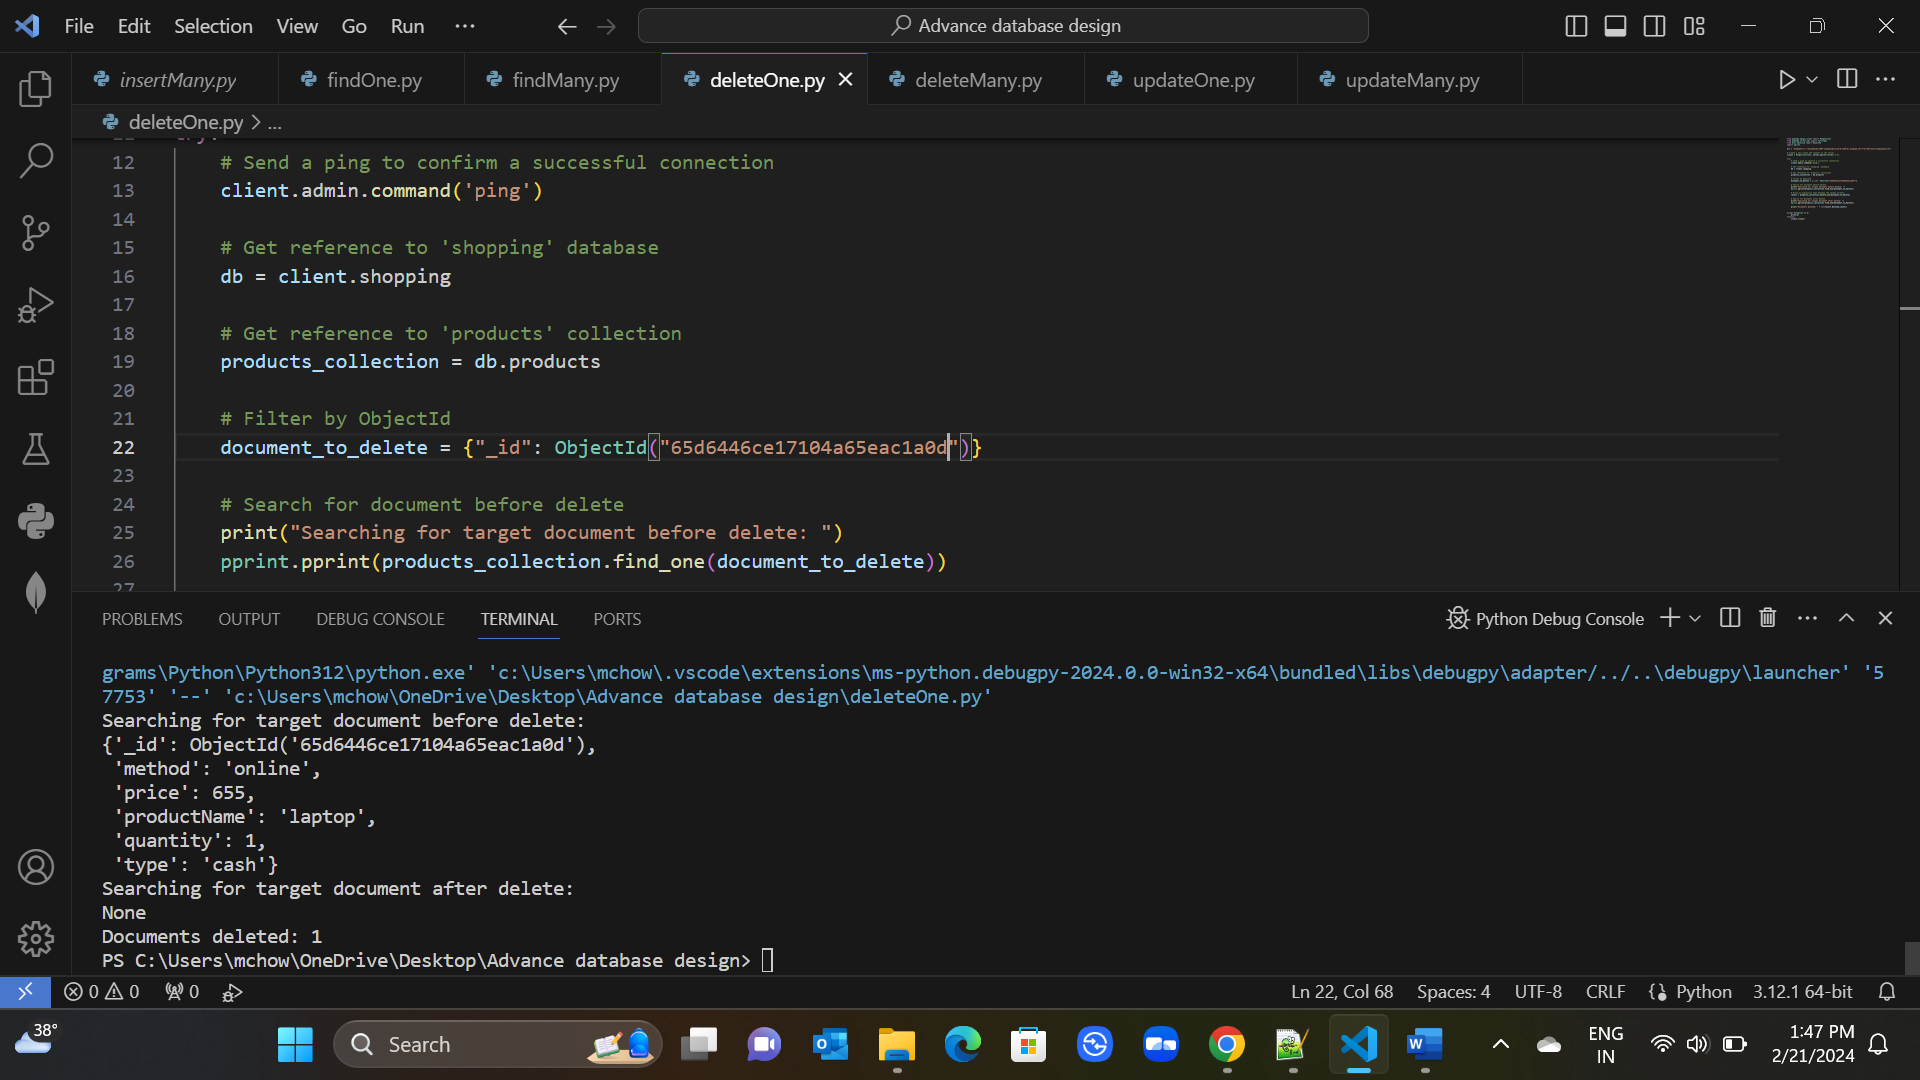 File Edit Selection View Go Run ··· Advance database design
insertMany.py findOne.py findMany.py deleteOne.py deleteMany.py updateOne.py updateMany.py
deleteOne.py > ...
12 # Send a ping to confirm a successful connection
13 client.admin.command('ping')
14
15 # Get reference to 'shopping' database
16 db = client.shopping
17
18 # Get reference to 'products' collection
19 products_collection = db.products
20
21 # Filter by ObjectId
22 document_to_delete = {"_id": ObjectId("65d6446ce17104a65eac1a0d")}
23
24 # Search for document before delete
25 print("Searching for target document before delete: ")
26 pprint.pprint(products_collection.find_one(document_to_delete))
27
PROBLEMS OUTPUT DEBUG CONSOLE TERMINAL PORTS Python Debug Console
grams\Python\Python312\python.exe' 'c:\Users\mchow\.vscode\extensions\ms-python.debugpy-2024.0.0-win32-x64\bundled\libs\debugpy\adapter/../..\debugpy\launcher' '5
7753' '--' 'c:\Users\mchow\OneDrive\Desktop\Advance database design\deleteOne.py'
Searching for target document before delete:
{'_id': ObjectId('65d6446ce17104a65eac1a0d'),
'method': 'online',
'price': 655,
'productName': 'laptop',
'quantity': 1,
'type': 'cash'}
Searching for target document after delete:
None
Documents deleted: 1
PS C:\Users\mchow\OneDrive\Desktop\Advance database design>
0 0 0 Ln 22, Col 68 Spaces: 4 UTF-8 CRLF Python 3.12.1 64-bit
38° Search ENG 1:47 PM
IN 2/21/2024